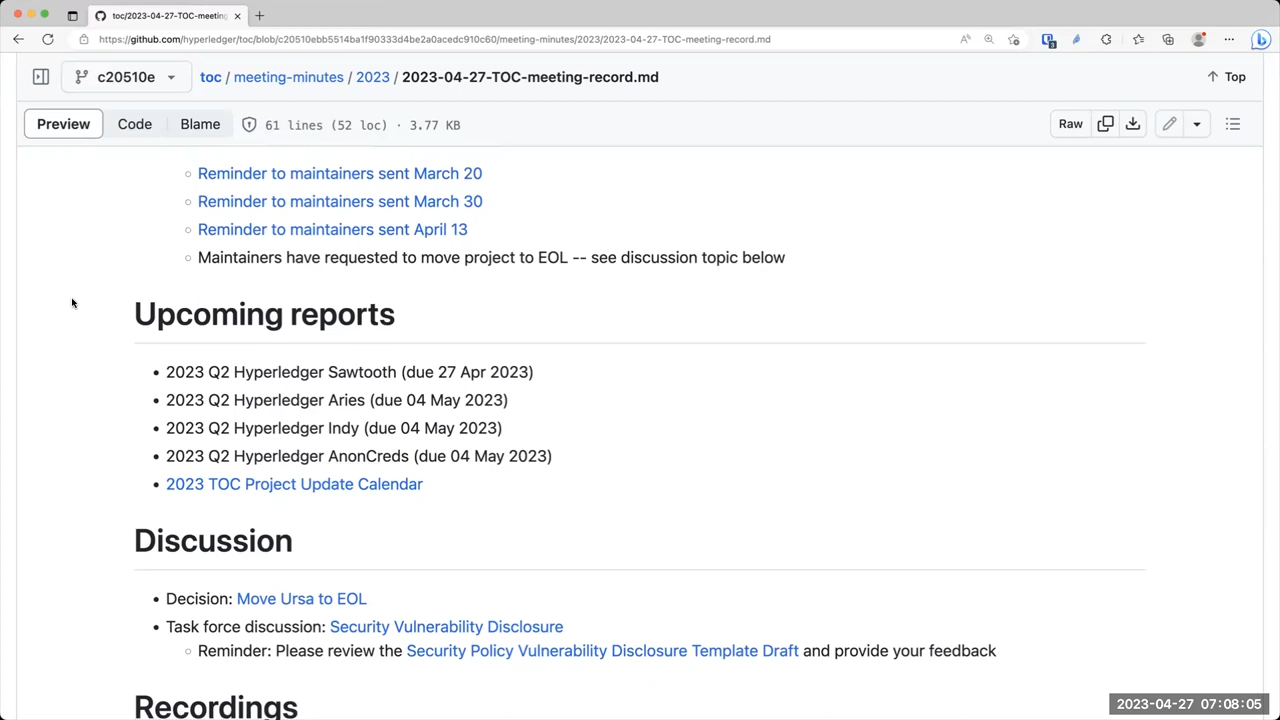 toc/2023-04-27-TOC-meeting-
https://github.com/hyperledger/toc/blob/c20510ebb5514ba1f90333d4be2a0acedc910c60/meeting-minutes/2023/2023-04-27-TOC-meeting-record.md
c20510e
toc / meeting-minutes / 2023 / 2023-04-27-TOC-meeting-record.md
Top
Preview Code Blame 61 lines (52 loc) · 3.77 KB Raw
Reminder to maintainers sent March 20
Reminder to maintainers sent March 30
Reminder to maintainers sent April 13
Maintainers have requested to move project to EOL -- see discussion topic below
Upcoming reports
2023 Q2 Hyperledger Sawtooth (due 27 Apr 2023)
2023 Q2 Hyperledger Aries (due 04 May 2023)
2023 Q2 Hyperledger Indy (due 04 May 2023)
2023 Q2 Hyperledger AnonCreds (due 04 May 2023)
2023 TOC Project Update Calendar
Discussion
Decision: Move Ursa to EOL
Task force discussion: Security Vulnerability Disclosure
Reminder: Please review the Security Policy Vulnerability Disclosure Template Draft and provide your feedback
Recordings
2023-04-27 07:08:05